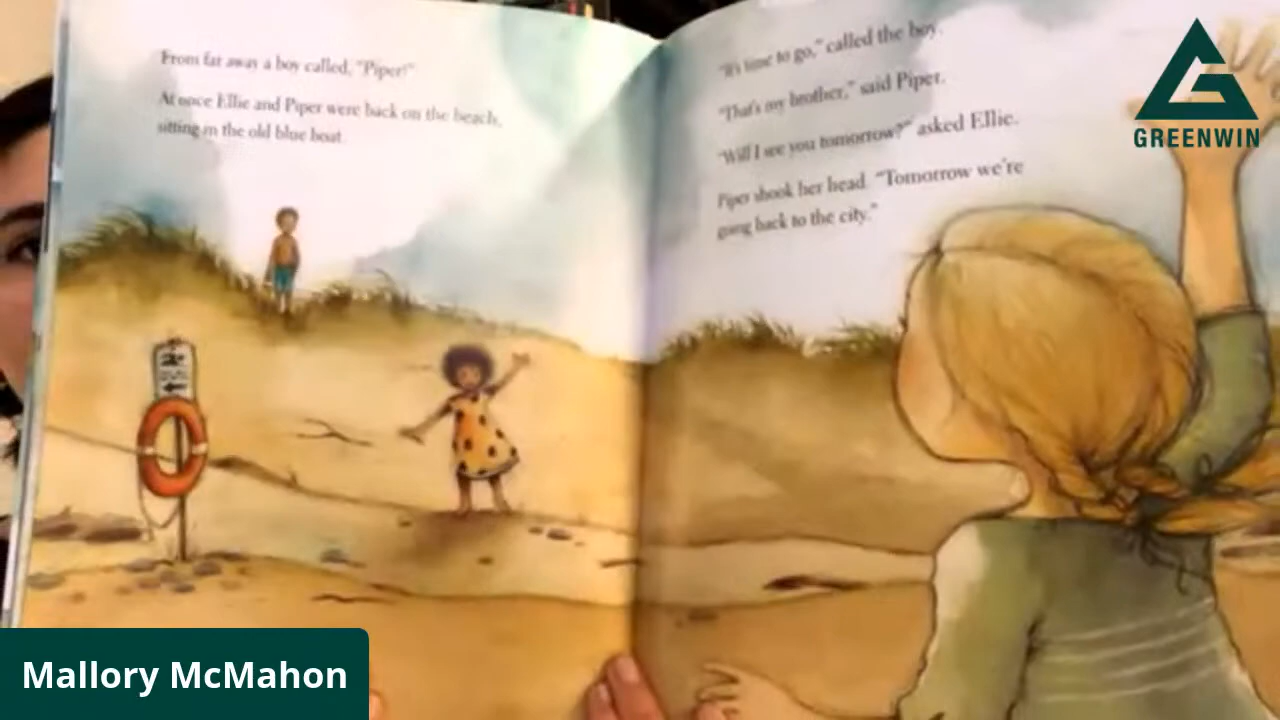 From far away a boy called, "Piper!"
At once Ellie and Piper were back on the beach,
sitting in the old blue boat.
"It's time to go," called the boy.
"That's my brother," said Piper.
"Will I see you tomorrow?" asked Ellie.
Piper shook her head. "Tomorrow we're
going back to the city."
GREENWIN
Mallory McMahon